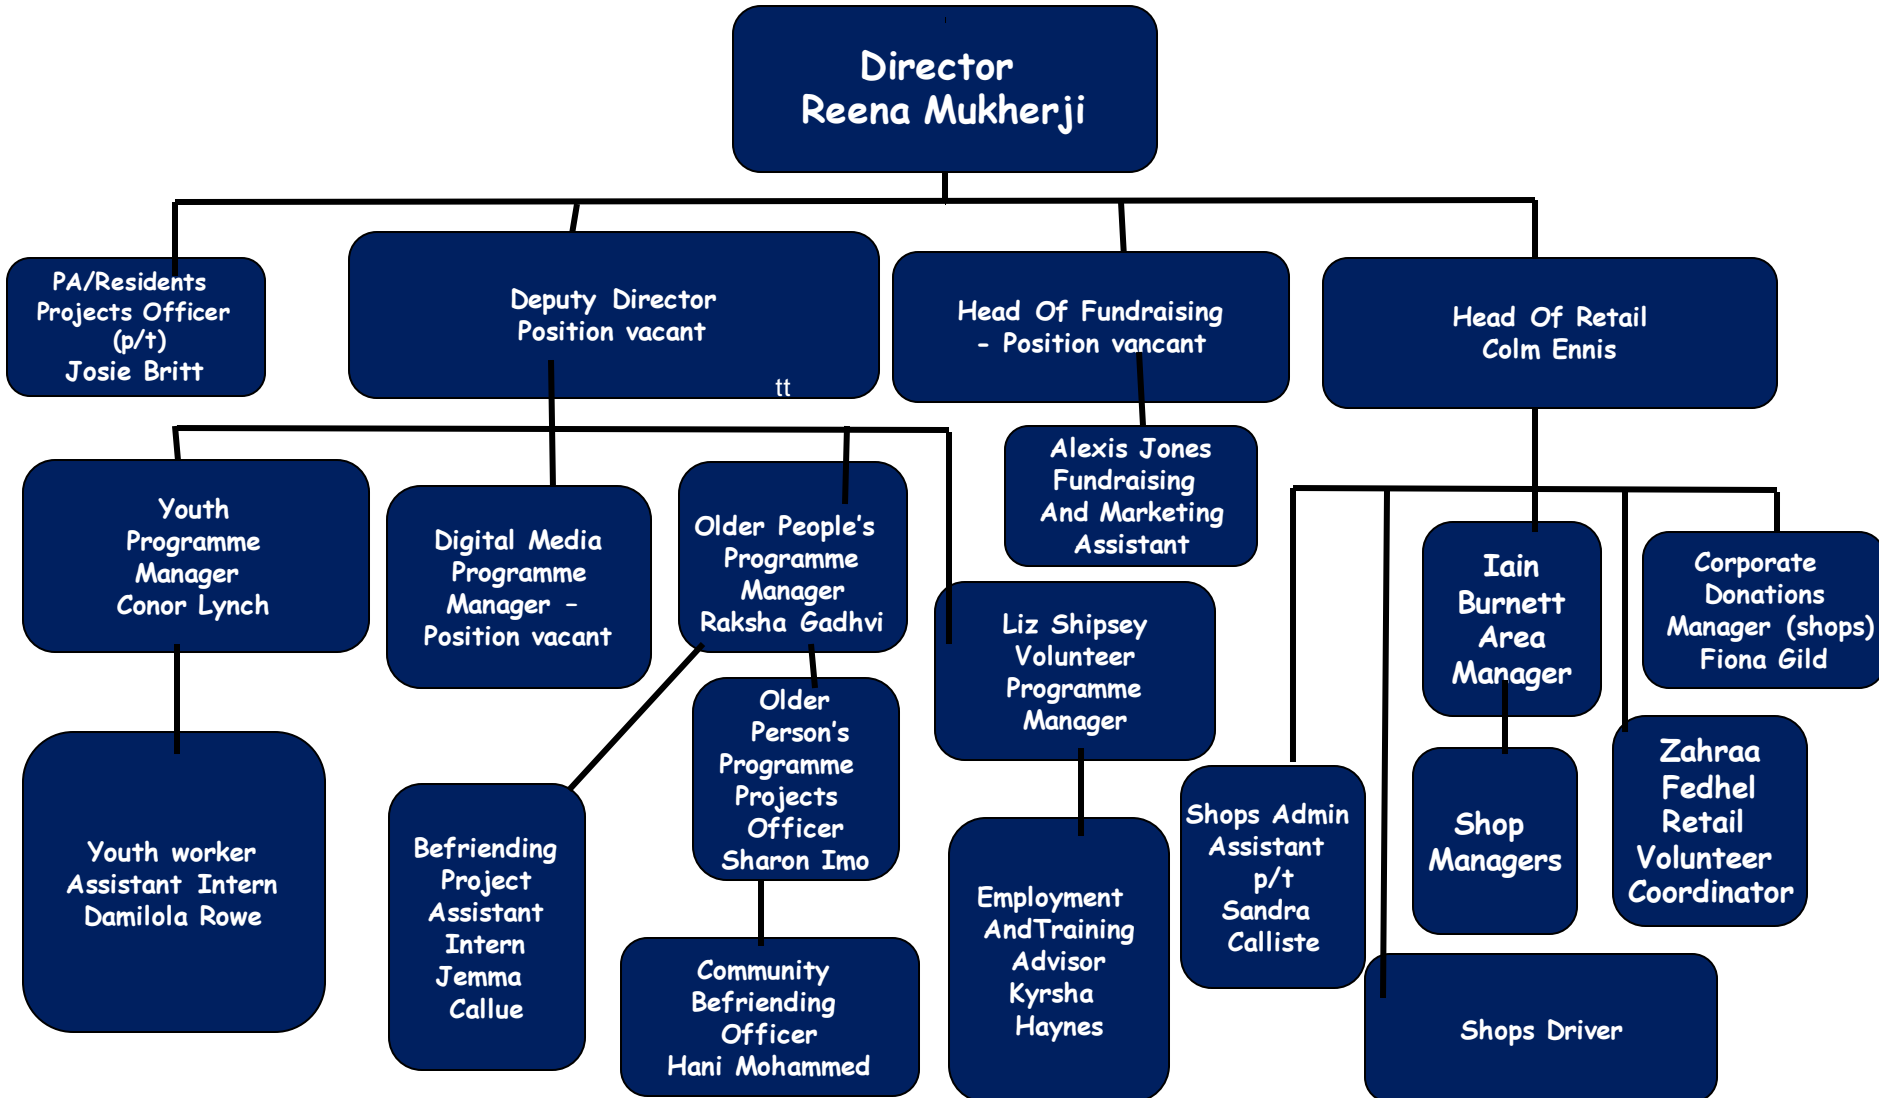 Director
Reena Mukherji
PA/Residents
Projects Officer
(p/t)
Josie Britt
Deputy Director
Position vacant
tt
Head Of Fundraising
- Position vancant
Head Of Retail
Colm Ennis
Alexis Jones
Fundraising
And Marketing
Assistant
Youth
Programme
Manager
Conor Lynch
Digital Media
Programme
Manager –
Position vacant
Older People's
Programme
Manager
Raksha Gadhvi
Liz Shipsey
Volunteer
Programme
Manager
Iain
Burnett
Area
Manager
Corporate
Donations
Manager (shops)
Fiona Gild
Older
Person's
Programme
Projects
Officer
Sharon Imo
Youth worker
Assistant Intern
Damilola Rowe
Befriending
Project
Assistant
Intern
Jemma
Callue
Community
Befriending
Officer
Hani Mohammed
Employment
AndTraining
Advisor
Kyrsha
Haynes
Shops Admin
Assistant
p/t
Sandra
Calliste
Shop
Managers
Zahraa
Fedhel
Retail
Volunteer
Coordinator
Shops Driver